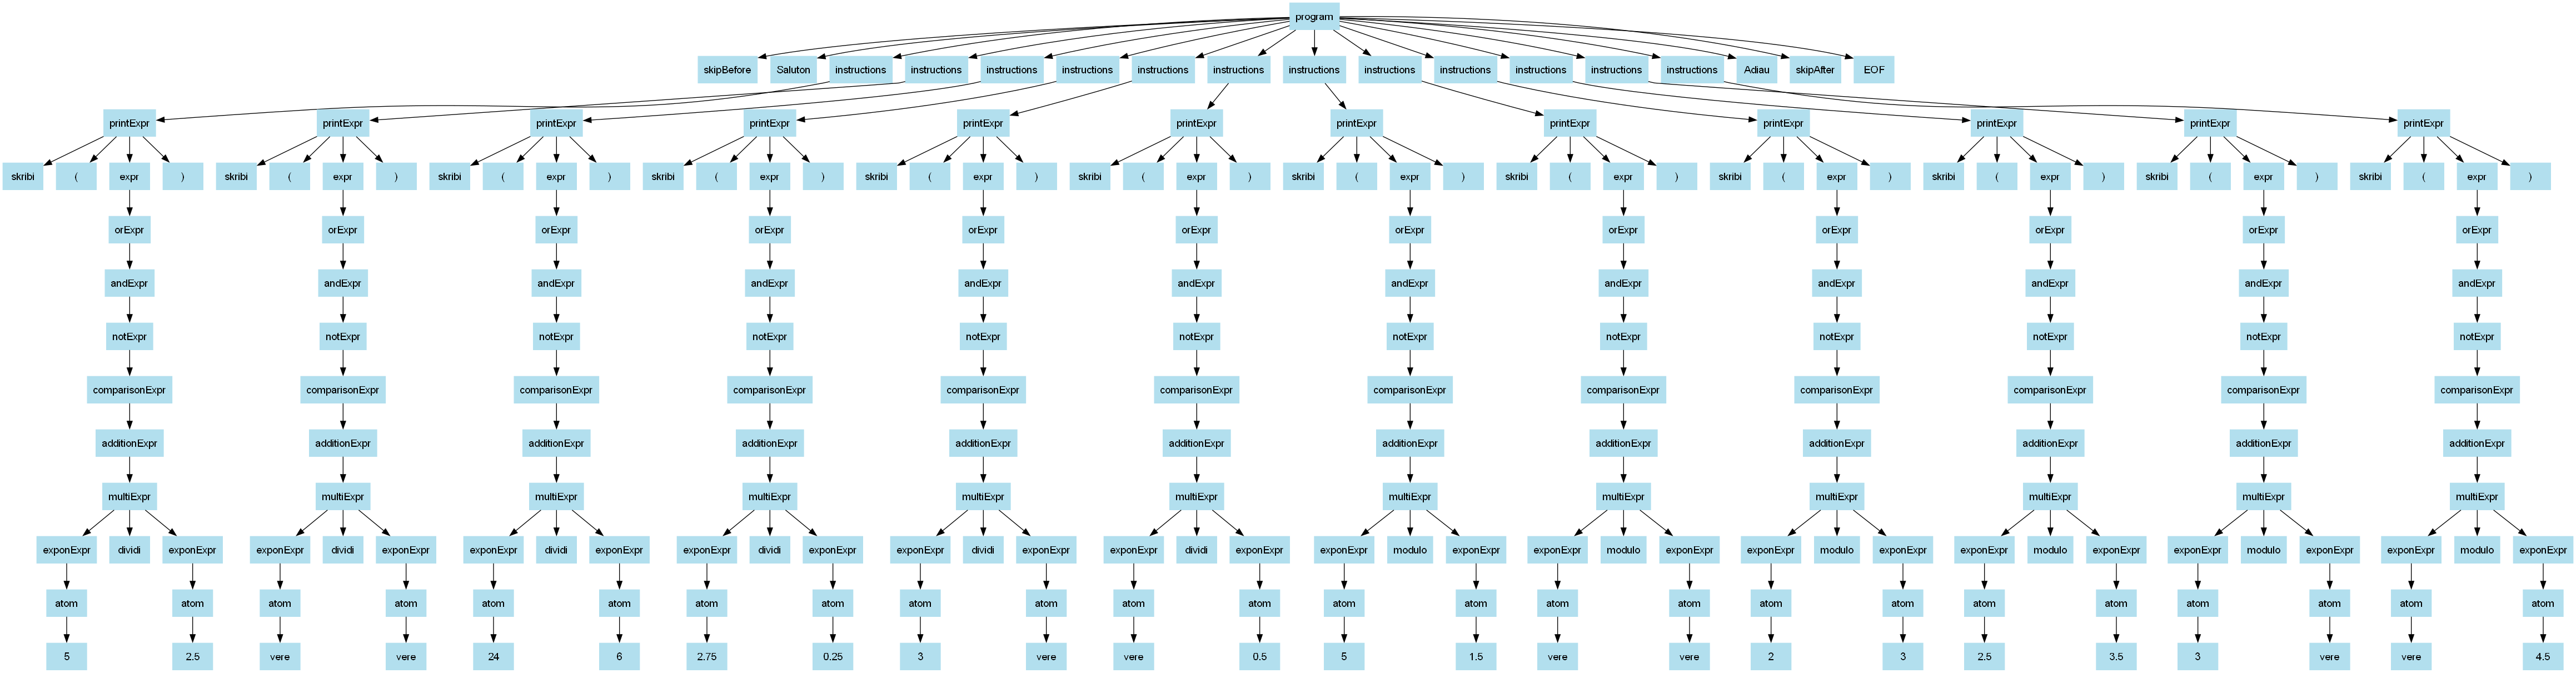 program
skipBefore Saluton instructions instructions instructions instructions instructions instructions instructions instructions instructions instructions instructions instructions Adiau skipAfter EOF
printExpr printExpr printExpr printExpr printExpr printExpr printExpr printExpr printExpr printExpr printExpr printExpr
skribi ( expr ) skribi ( expr ) skribi ( expr ) skribi ( expr ) skribi ( expr ) skribi ( expr ) skribi ( expr ) skribi ( expr ) skribi ( expr ) skribi ( expr ) skribi ( expr ) skribi ( expr )
orExpr orExpr orExpr orExpr orExpr orExpr orExpr orExpr orExpr orExpr orExpr orExpr
andExpr andExpr andExpr andExpr andExpr andExpr andExpr andExpr andExpr andExpr andExpr andExpr
notExpr notExpr notExpr notExpr notExpr notExpr notExpr notExpr notExpr notExpr notExpr notExpr
comparisonExpr comparisonExpr comparisonExpr comparisonExpr comparisonExpr comparisonExpr comparisonExpr comparisonExpr comparisonExpr comparisonExpr comparisonExpr comparisonExpr
additionExpr additionExpr additionExpr additionExpr additionExpr additionExpr additionExpr additionExpr additionExpr additionExpr additionExpr additionExpr
multiExpr multiExpr multiExpr multiExpr multiExpr multiExpr multiExpr multiExpr multiExpr multiExpr multiExpr multiExpr
exponExpr dividi exponExpr exponExpr dividi exponExpr exponExpr dividi exponExpr exponExpr dividi exponExpr exponExpr dividi exponExpr exponExpr dividi exponExpr exponExpr modulo exponExpr exponExpr modulo exponExpr exponExpr modulo exponExpr exponExpr modulo exponExpr exponExpr modulo exponExpr exponExpr modulo exponExpr
atom atom atom atom atom atom atom atom atom atom atom atom atom atom atom atom atom atom atom atom atom atom atom atom
5 2.5 vere vere 24 6 2.75 0.25 3 vere vere 0.5 5 1.5 vere vere 2 3 2.5 3.5 3 vere vere 4.5